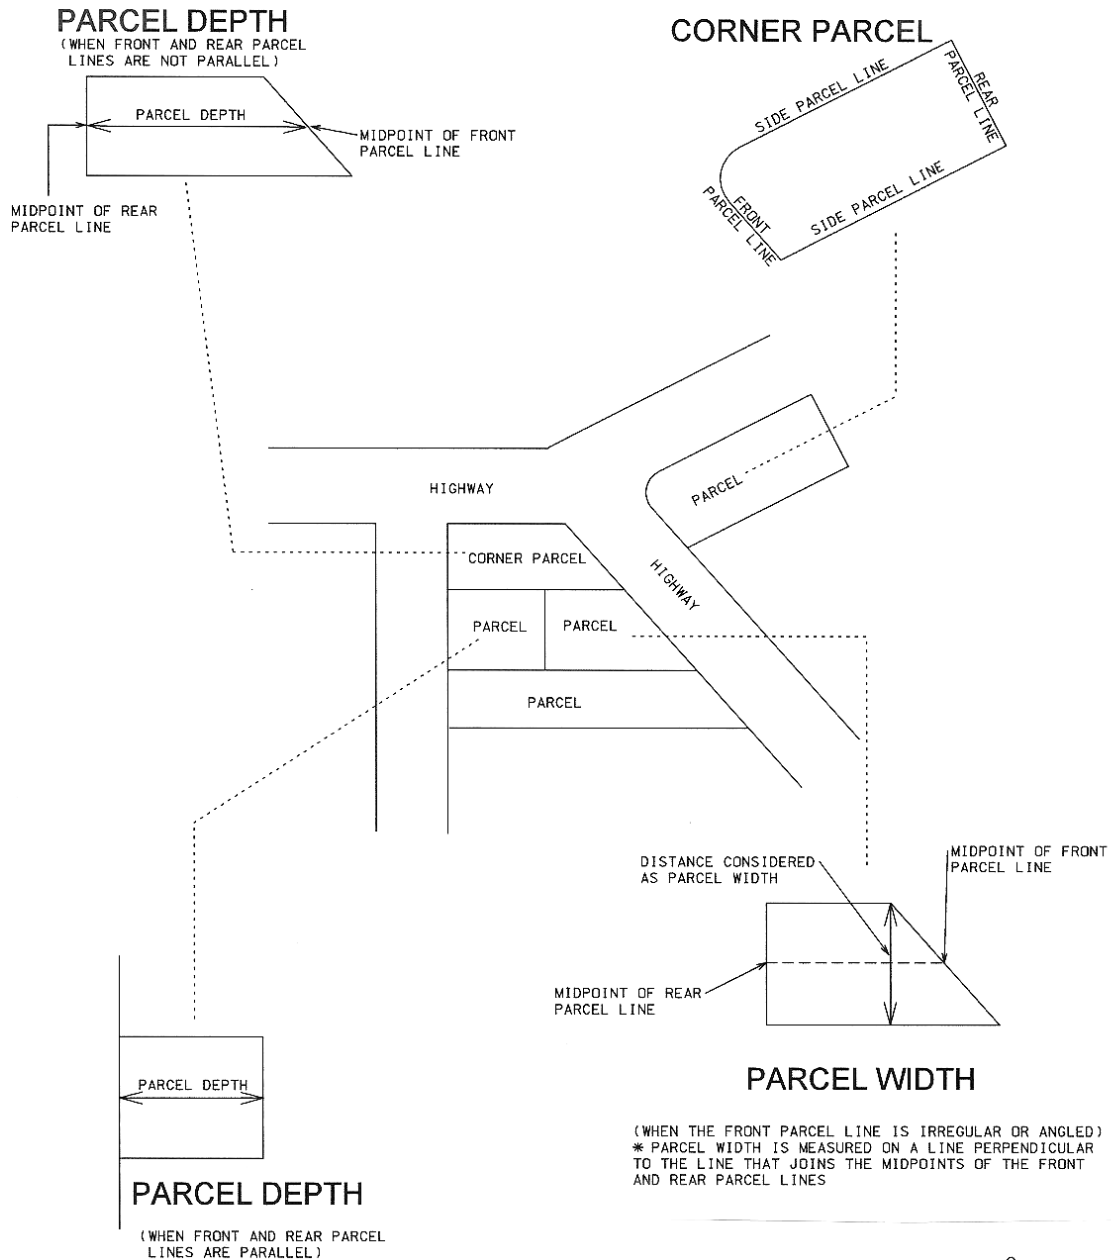 PARCEL DEPTH
(WHEN FRONT AND REAR PARCEL
LINES ARE NOT PARALLEL)
PARCEL DEPTH
MIDPOINT OF FRONT
PARCEL LINE
MIDPOINT OF REAR
PARCEL LINE
CORNER PARCEL
SIDE PARCEL LINE
REAR
PARCEL LINE
FRONT
PARCEL LINE
SIDE PARCEL LINE
HIGHWAY
PARCEL
CORNER PARCEL
HIGHWAY
PARCEL
PARCEL
PARCEL
DISTANCE CONSIDERED
AS PARCEL WIDTH
MIDPOINT OF FRONT
PARCEL LINE
MIDPOINT OF REAR
PARCEL LINE
PARCEL WIDTH
(WHEN THE FRONT PARCEL LINE IS IRREGULAR OR ANGLED)
* PARCEL WIDTH IS MEASURED ON A LINE PERPENDICULAR
TO THE LINE THAT JOINS THE MIDPOINTS OF THE FRONT
AND REAR PARCEL LINES
PARCEL DEPTH
PARCEL DEPTH
(WHEN FRONT AND REAR PARCEL
LINES ARE PARALLEL)